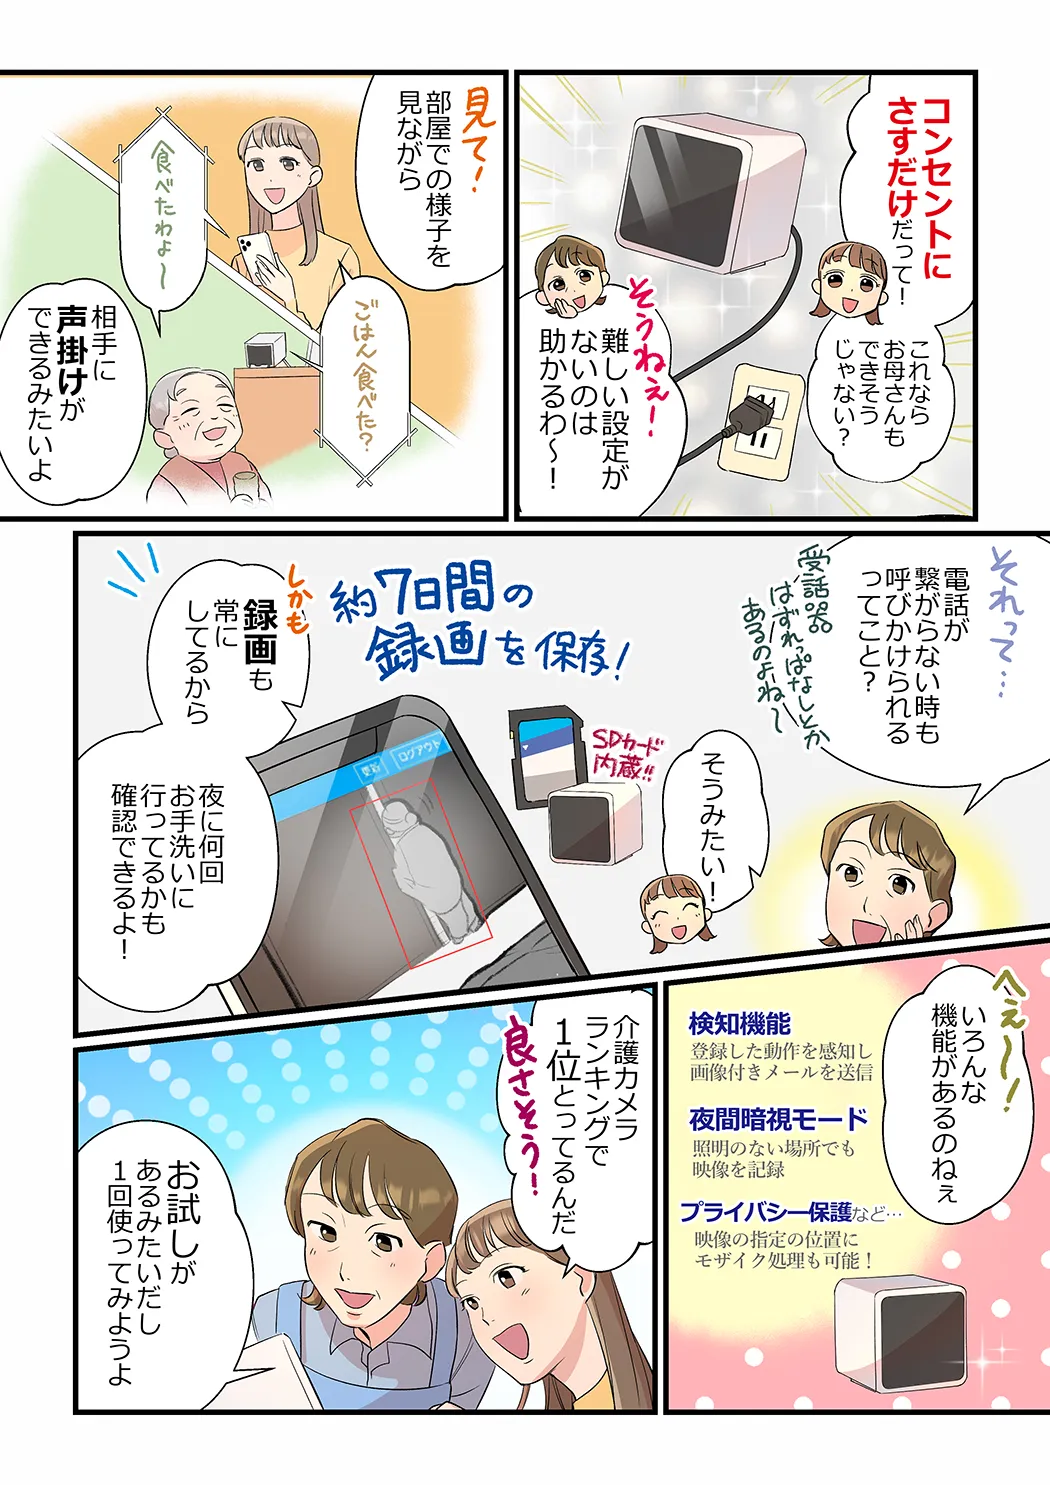 コンセントに
さすだけだって！
これなら
お母さんも
できそう
じゃない？
そうねぇ！
難しい設定が
ないのは
助かるわ〜！
見て！
部屋での様子を
見ながら
ごはん食べた？
食べたわよ〜
相手に
声掛けが
できるみたいよ
それって…
電話が
繋がらない時も
呼びかけられる
ってこと？
受話器
はずれっぱなしとか
あるのよね〜
そうみたい！
約7日間の
録画を保存！
SDカード
内蔵!!
しかも
録画も
常に
してるから
夜に何回
お手洗いに
行ってるかも
確認できるよ！
更新
ログアウト
へぇ〜！
いろんな
機能があるのねぇ
検知機能
登録した動作を感知し
画像付きメールを送信
夜間暗視モード
照明のない場所でも
映像を記録
プライバシー保護など…
映像の指定の位置に
モザイク処理も可能！
介護カメラ
ランキングで
1位とってるんだ
良さそう！
お試しが
あるみたいだし
1回使ってみようよ